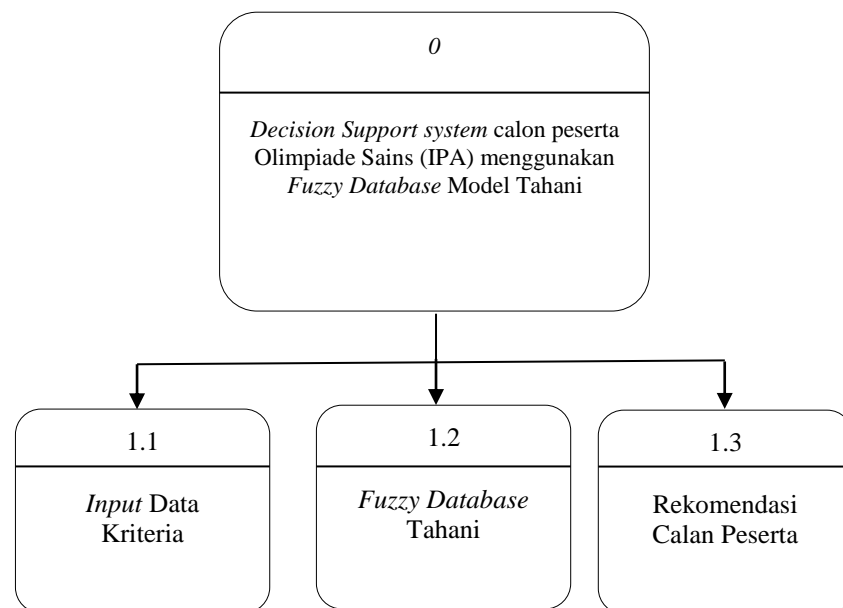 0
Decision Support system calon peserta
Olimpiade Sains (IPA) menggunakan
Fuzzy Database Model Tahani
1.1
Input Data
Kriteria
1.2
Fuzzy Database
Tahani
1.3
Rekomendasi
Calan Peserta